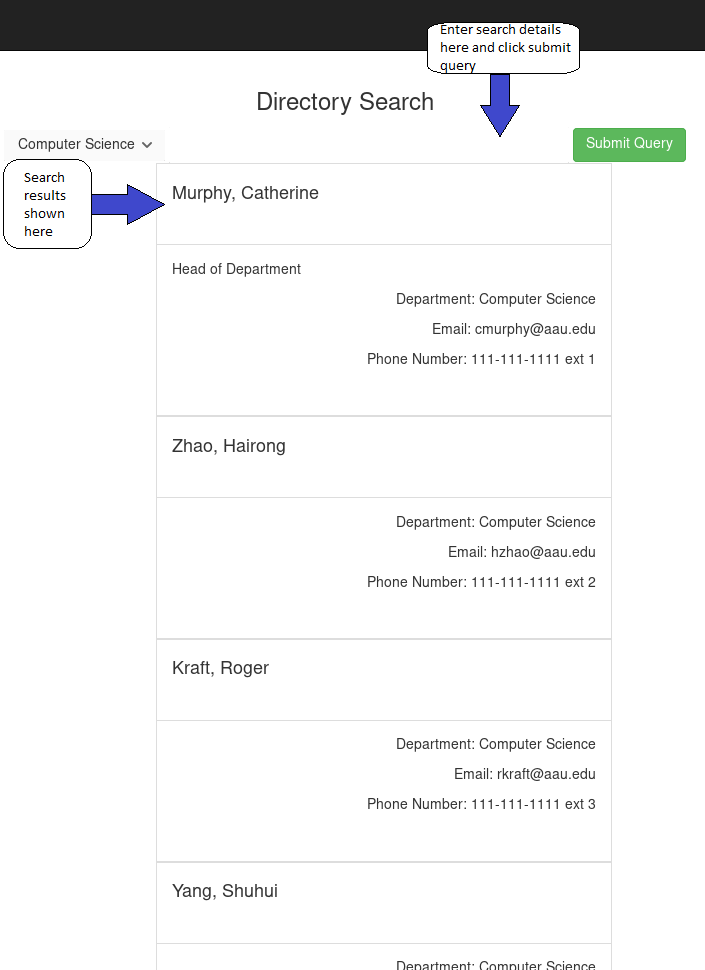 Enter search details
here and click submit
query
Directory Search
Computer Science
Submit Query
Search
results
shown
here
Murphy, Catherine
Head of Department
Department: Computer Science
Email: cmurphy@aau.edu
Phone Number: 111-111-1111 ext 1
Zhao, Hairong
Department: Computer Science
Email: hzhao@aau.edu
Phone Number: 111-111-1111 ext 2
Kraft, Roger
Department: Computer Science
Email: rkraft@aau.edu
Phone Number: 111-111-1111 ext 3
Yang, Shuhui
Department: Computer Science